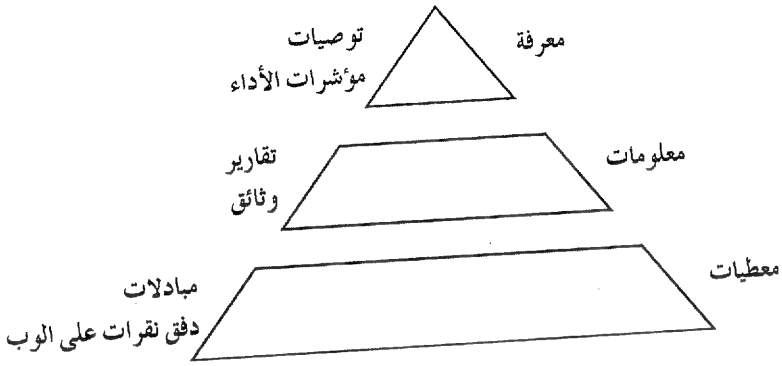 معرفة
توصيات
مؤشرات الأداء
معلومات
تقارير
وثائق
معطيات
مبادلات
دفق نقرات على الوب